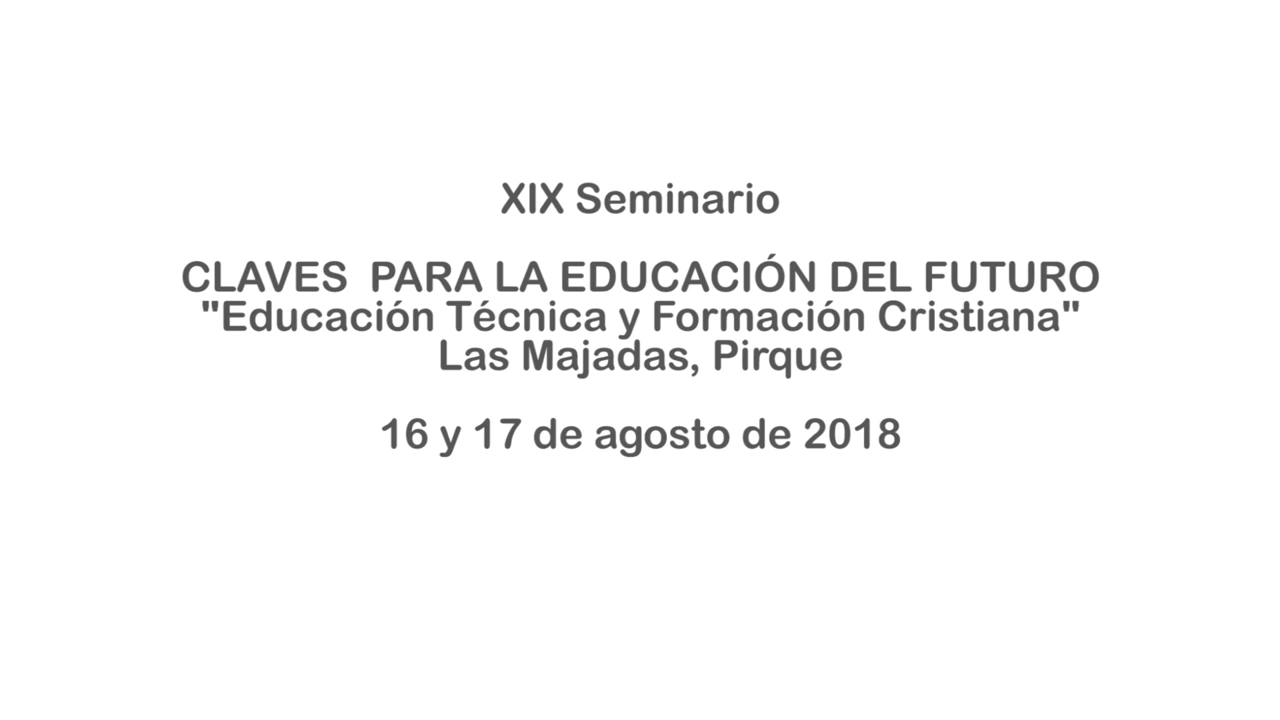 XIX Seminario
CLAVES  PARA LA EDUCACIÓN DEL FUTURO
"Educación Técnica y Formación Cristiana"
Las Majadas, Pirque
16 y 17 de agosto de 2018